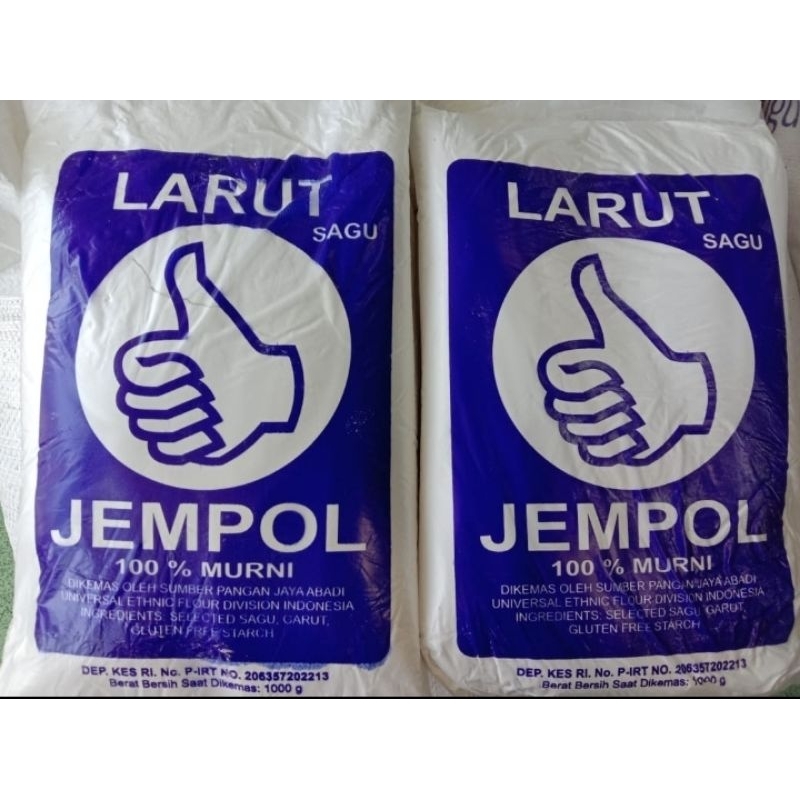 LARUT
SAGU
JEMPOL
100 % MURNI
DIKEMAS OLEH SUMBER PANGAN JAYA ABADI
UNIVERSAL ETHNIC FLOUR DIVISION INDONESIA
INGREDIENTS: SELECTED SAGU, GARUT,
GLUTEN FREE STARCH
DEP. KES RI. No. P-IRT NO. 206357202213
Berat Bersih Saat Dikemas: 1000 g
LARUT
SAGU
JEMPOL
100 % MURNI
DIKEMAS OLEH SUMBER PANGAN JAYA ABADI
UNIVERSAL ETHNIC FLOUR DIVISION INDONESIA
INGREDIENTS: SELECTED SAGU, GARUT,
GLUTEN FREE STARCH
DEP. KES RI. No. P-IRT NO. 206357202213
Berat Bersih Saat Dikemas: 1000 g